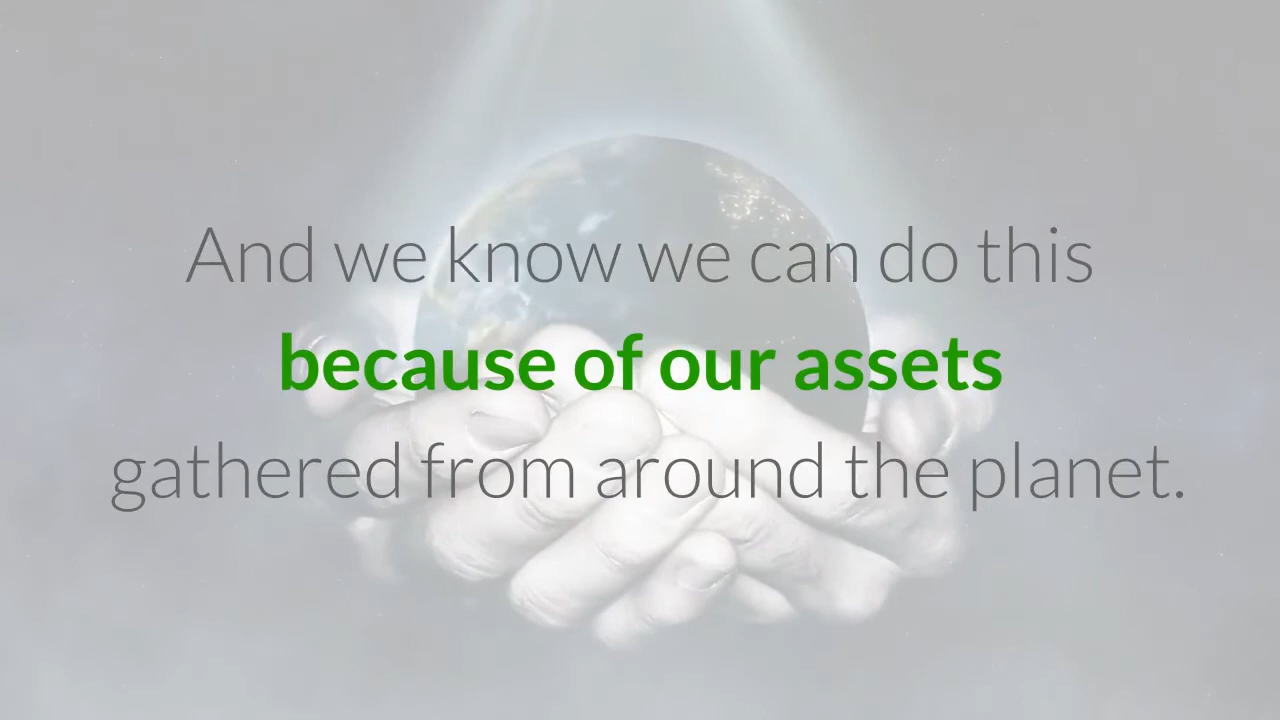 And we know we can do this
because of our assets
gathered from around the planet.